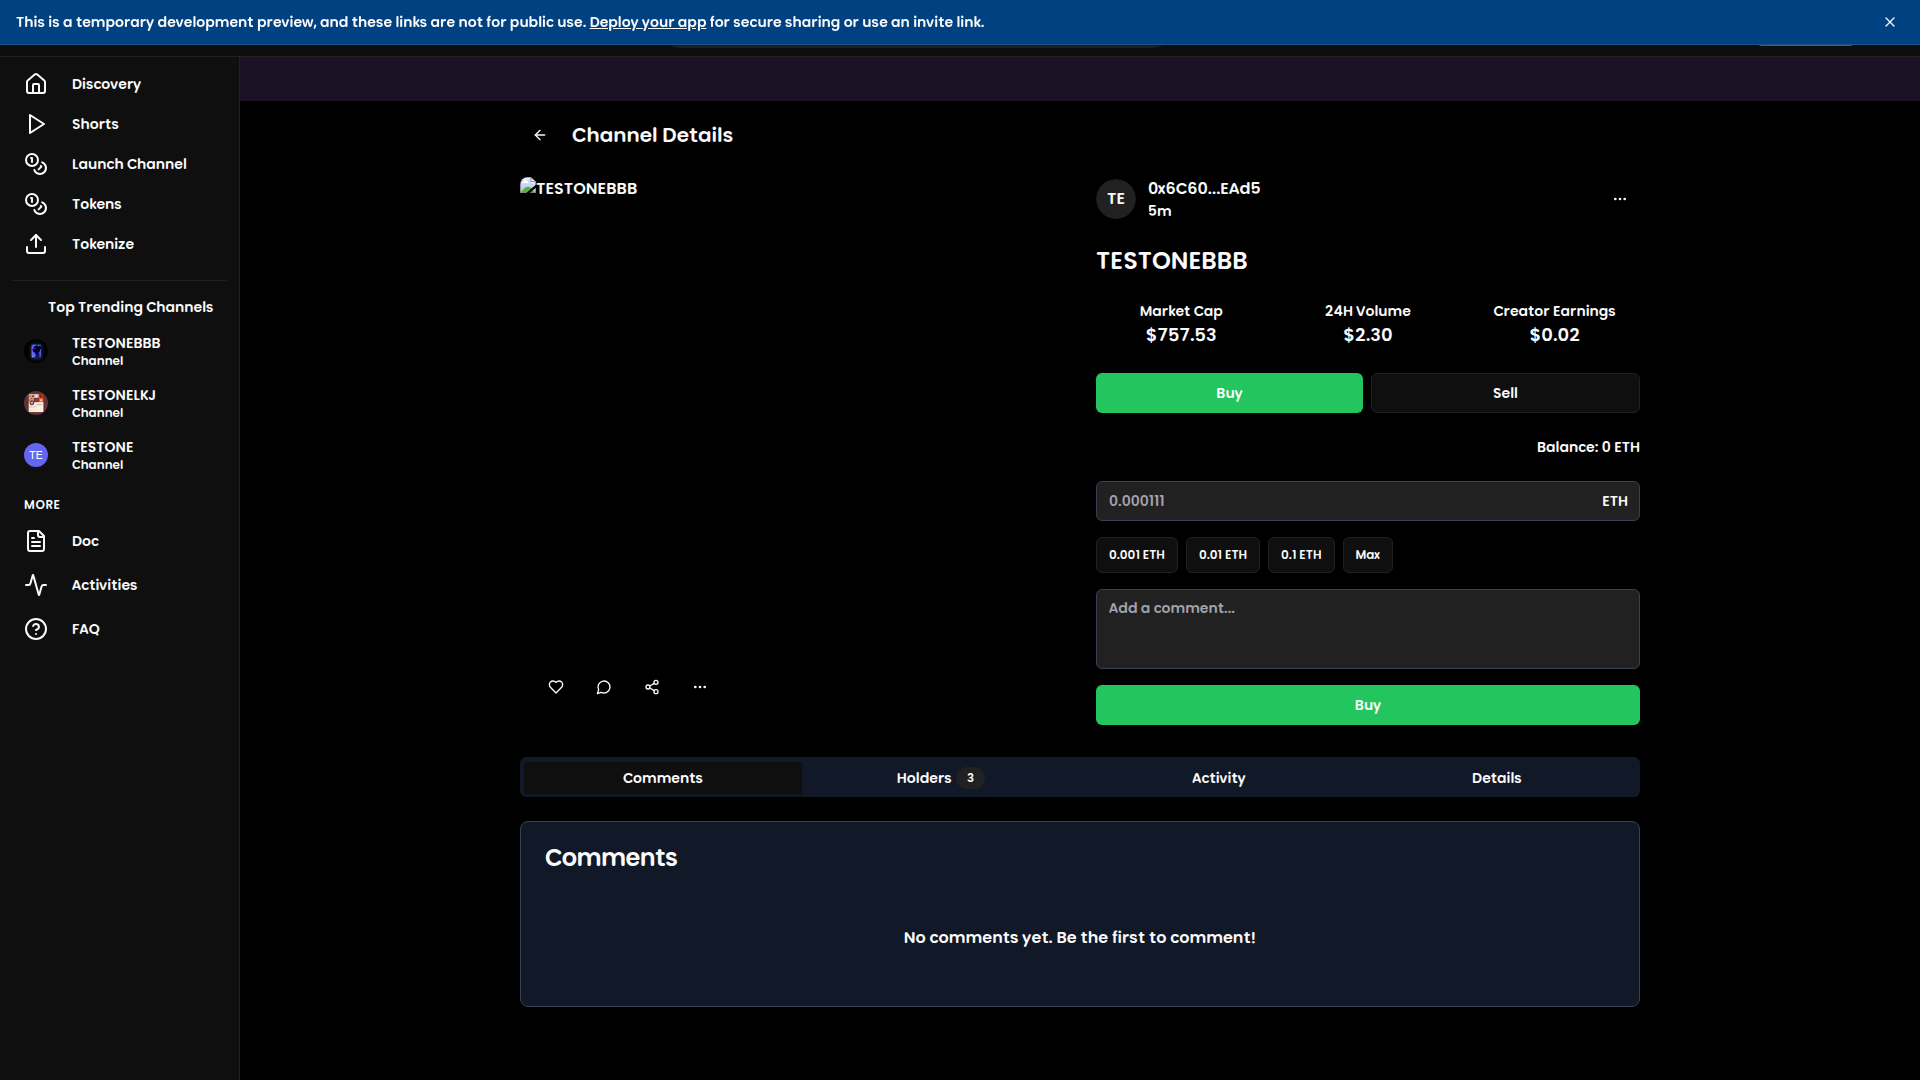 This is a temporary development preview, and these links are not for public use. Deploy your app for secure sharing or use an invite link.
Discovery
Shorts
Launch Channel
Tokens
Tokenize
Top Trending Channels
TESTONEBBB
Channel
TESTONELKJ
Channel
TE
TESTONE
Channel
MORE
Doc
Activities
FAQ
Channel Details
TESTONEBBB
TE
0x6C60...EAd5
5m
TESTONEBBB
Market Cap
$757.53
24H Volume
$2.30
Creator Earnings
$0.02
Buy
Sell
Balance: 0 ETH
0.000111
ETH
0.001 ETH
0.01 ETH
0.1 ETH
Max
Add a comment...
Buy
Comments
Holders 3
Activity
Details
Comments
No comments yet. Be the first to comment!